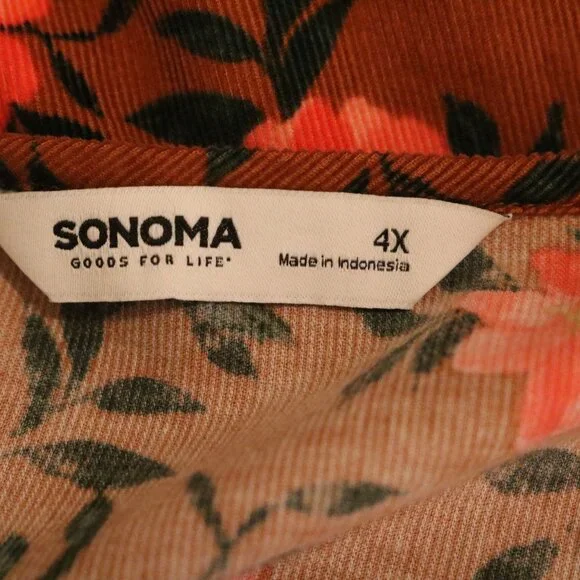 SONOMA
GOODS FOR LIFE•
4X
Made in Indonesia